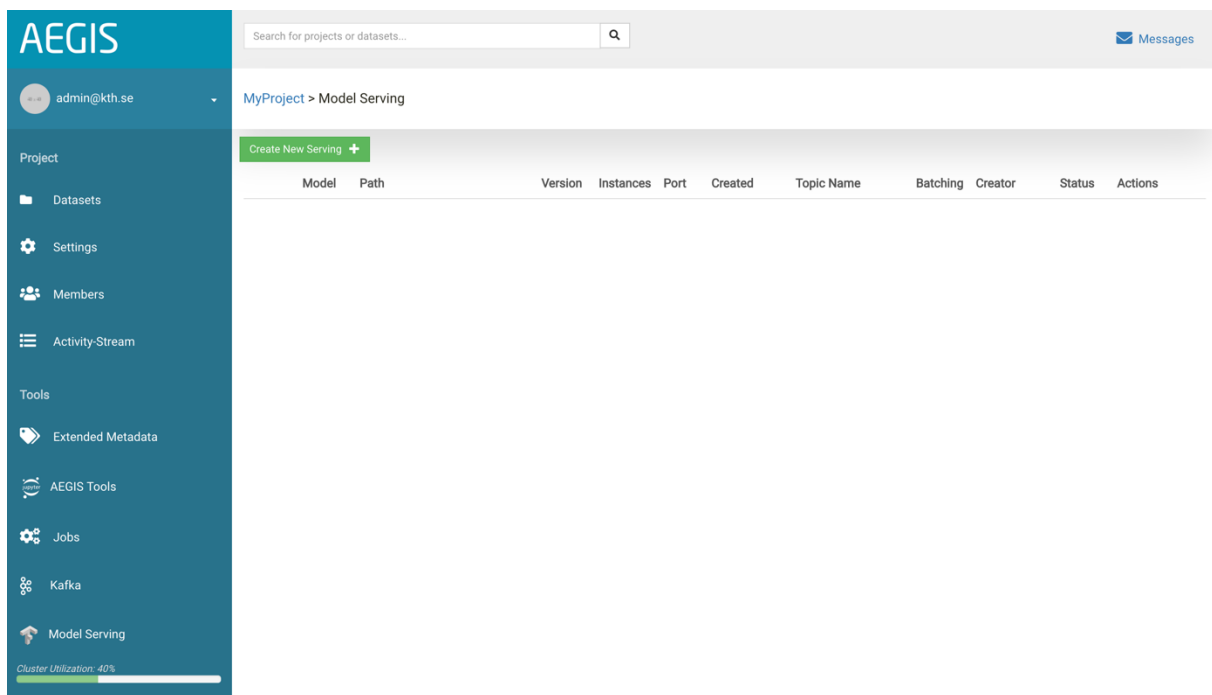 AEGIS
Search for projects or datasets...
Messages
admin@kth.se
MyProject > Model Serving
Create New Serving
Project
Model Path Version Instances Port Created Topic Name Batching Creator Status Actions
Datasets
Settings
Members
Activity-Stream
Tools
Extended Metadata
AEGIS Tools
Jobs
Kafka
Model Serving
Cluster Utilization: 40%